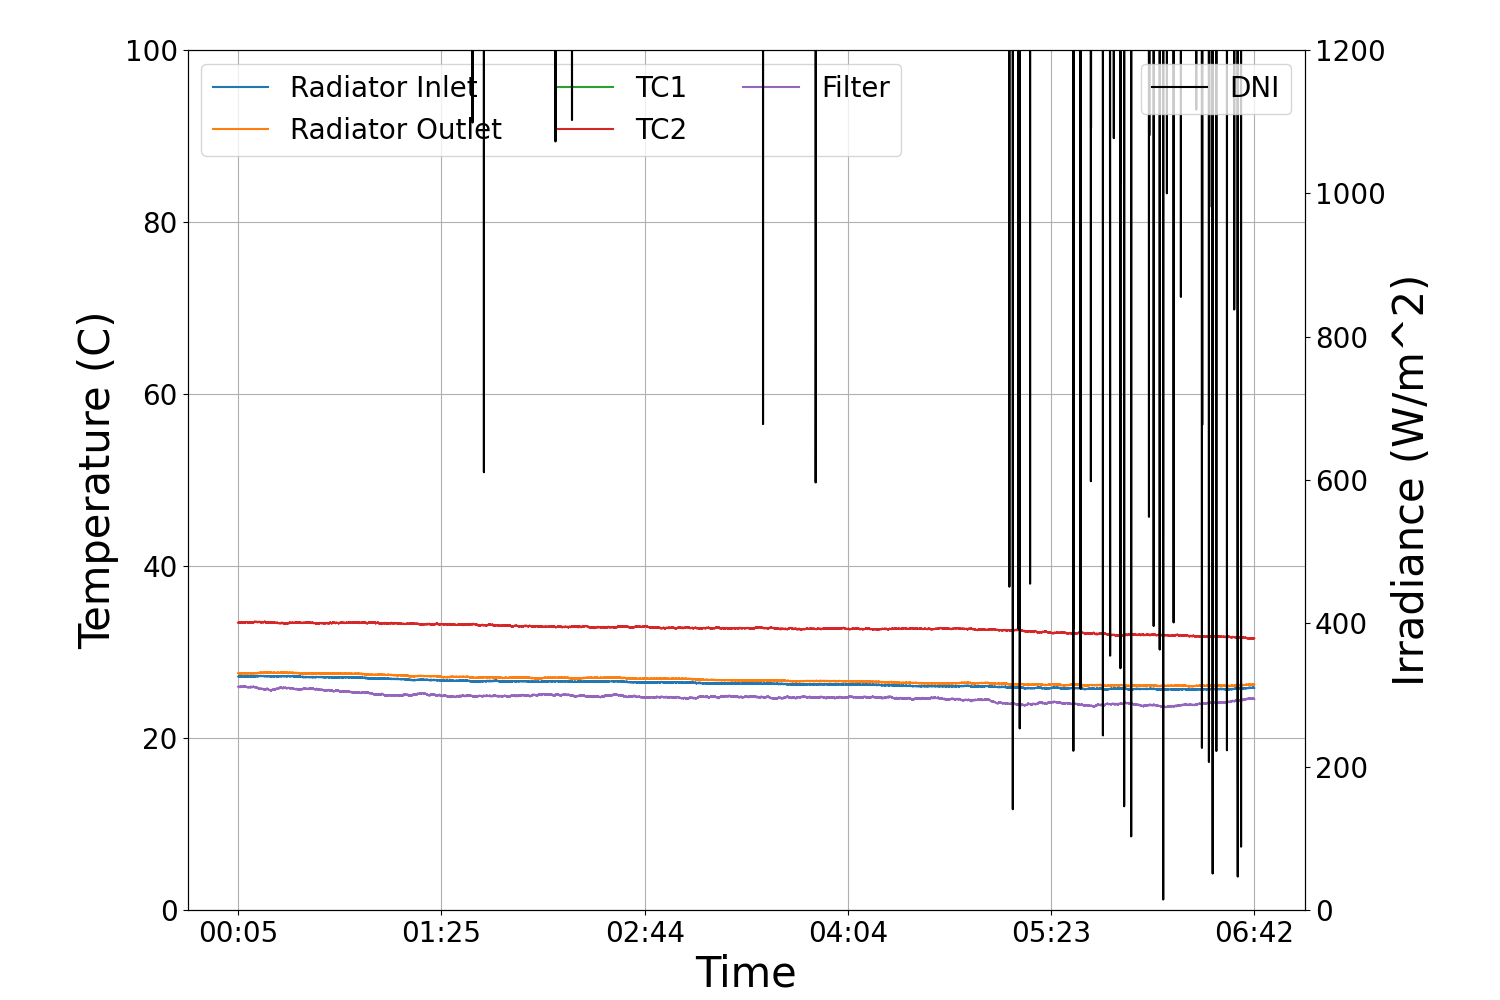 Radiator Inlet
Radiator Outlet
TC1
TC2
Filter
DNI
100
80
60
40
20
0
Temperature (C)
1200
1000
800
600
400
200
0
Irradiance (W/m^2)
00:05
01:25
02:44
04:04
05:23
06:42
Time